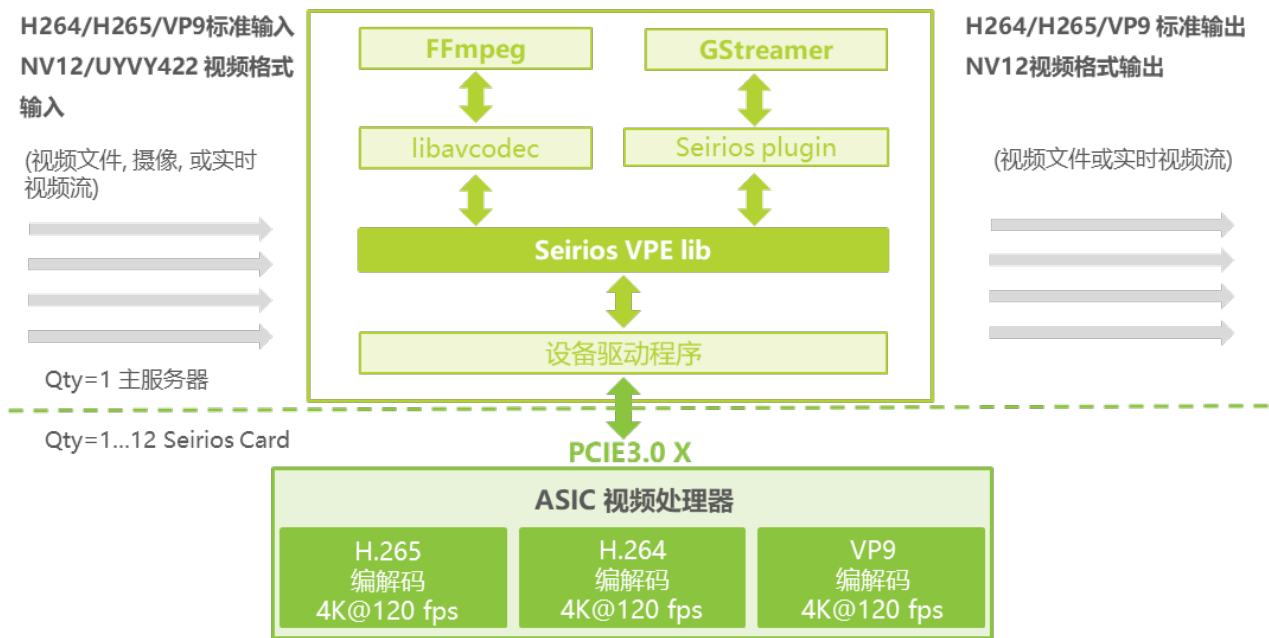 H264/H265/VP9标准输入
NV12/UYVY422 视频格式
输入
(视频文件, 摄像, 或实时
视频流)
FFmpeg
GStreamer
libavcodec
Seirios plugin
Seirios VPE lib
设备驱动程序
H264/H265/VP9 标准输出
NV12视频格式输出
(视频文件或实时视频流)
Qty=1 主服务器
Qty=1...12 Seirios Card
PCIE3.0 X
ASIC 视频处理器
H.265
编解码
4K@120 fps
H.264
编解码
4K@120 fps
VP9
编解码
4K@120 fps